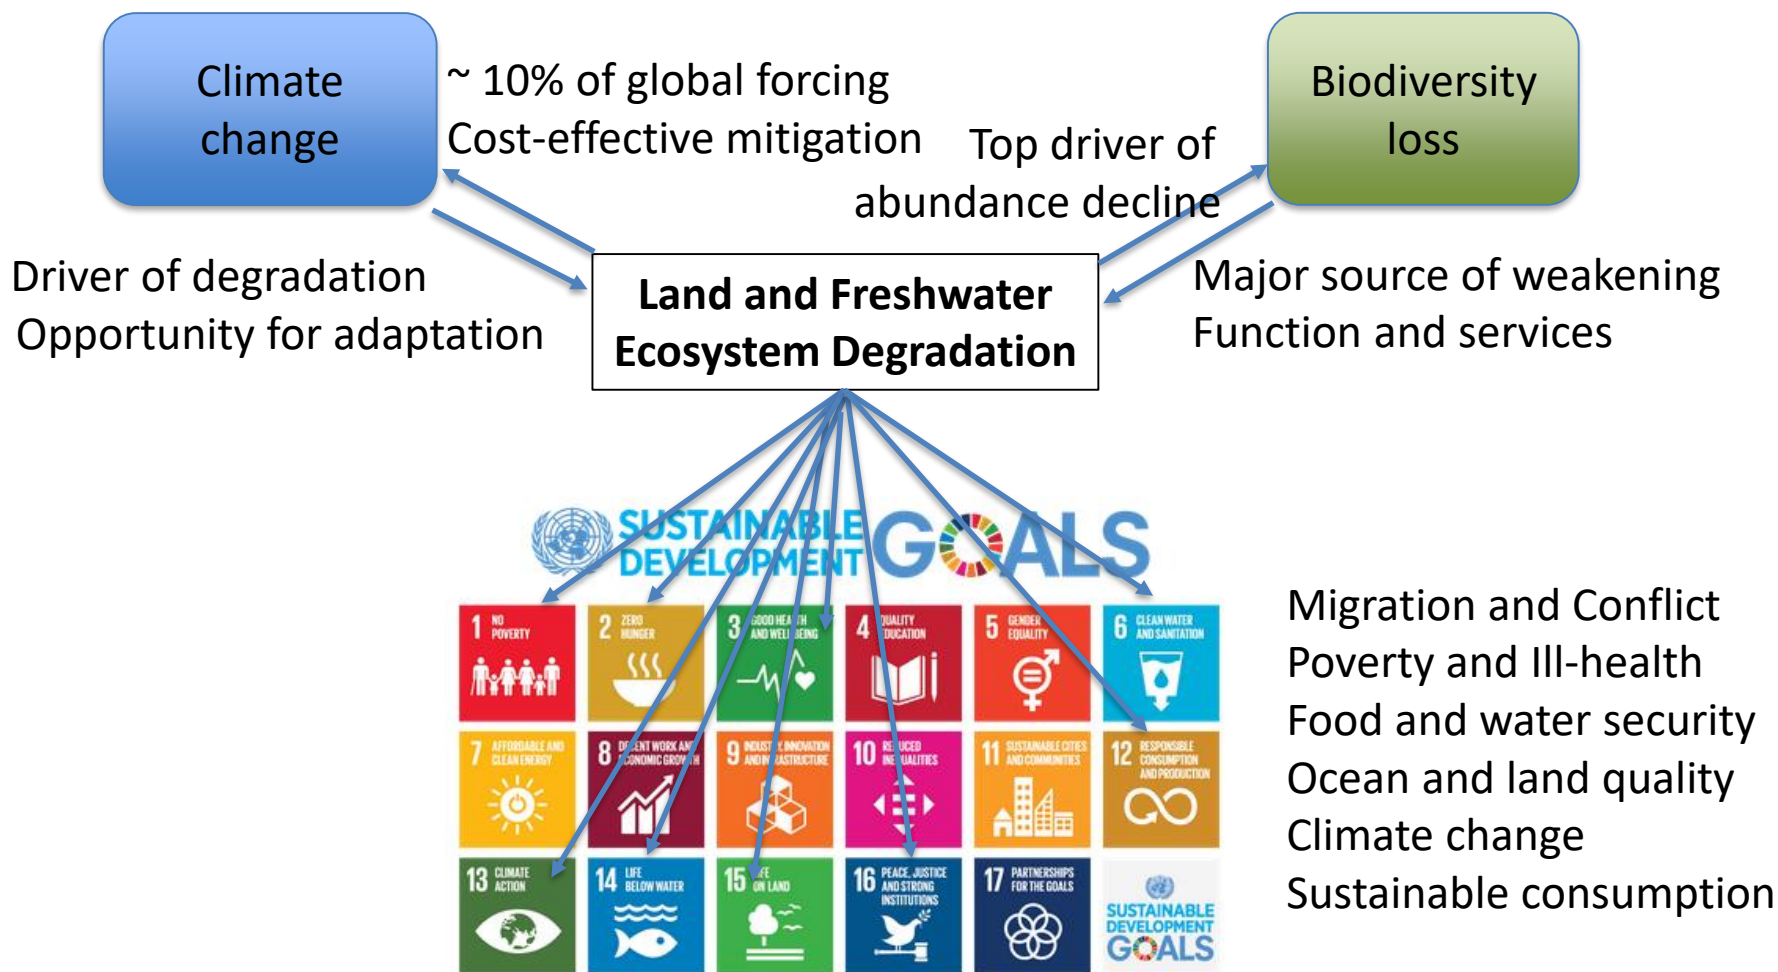 Climate
change
~ 10% of global forcing
Cost-effective mitigation
Top driver of
abundance decline
Biodiversity
loss
Driver of degradation
Opportunity for adaptation
Land and Freshwater
Ecosystem Degradation
Major source of weakening
Function and services
SUSTAINABLE
DEVELOPMENT
GOALS
1 NO
POVERTY
2 ZERO
HUNGER
3 GOOD HEALTH
AND WELL-BEING
4 QUALITY
EDUCATION
5 GENDER
EQUALITY
6 CLEAN WATER
AND SANITATION
7 AFFORDABLE AND
CLEAN ENERGY
8 DECENT WORK AND
ECONOMIC GROWTH
9 INDUSTRY, INNOVATION
AND INFRASTRUCTURE
10 REDUCED
INEQUALITIES
11 SUSTAINABLE CITIES
AND COMMUNITIES
12 RESPONSIBLE
CONSUMPTION
AND PRODUCTION
13 CLIMATE
ACTION
14 LIFE
BELOW WATER
15 LIFE
ON LAND
16 PEACE, JUSTICE
AND STRONG
INSTITUTIONS
17 PARTNERSHIPS
FOR THE GOALS
SUSTAINABLE
DEVELOPMENT
GOALS
Migration and Conflict
Poverty and Ill-health
Food and water security
Ocean and land quality
Climate change
Sustainable consumption